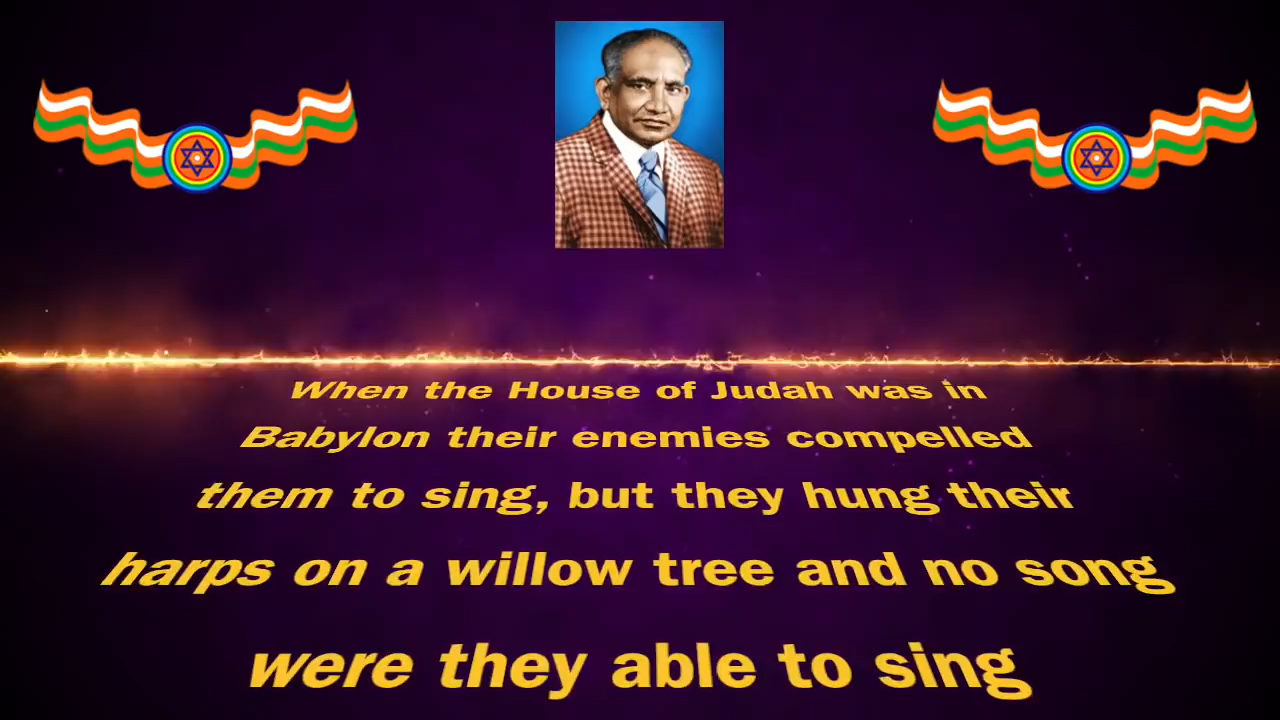 When the House of Judah was in
Babylon their enemies compelled
them to sing, but they hung their
harps on a willow tree and no song
were they able to sing